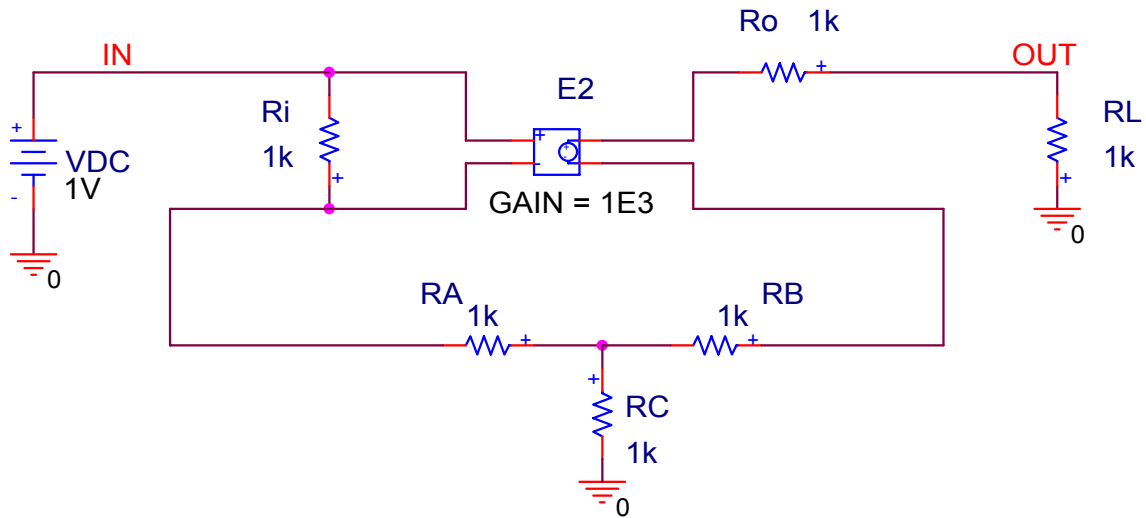 Ro 1k
IN
OUT
E2
+
Ri
1k
+
+
-
+
VDC
1V
-
+
-
GAIN = 1E3
RL
1k
+
0
0
RA
1k
+
RB
1k
+
+
RC
1k
0